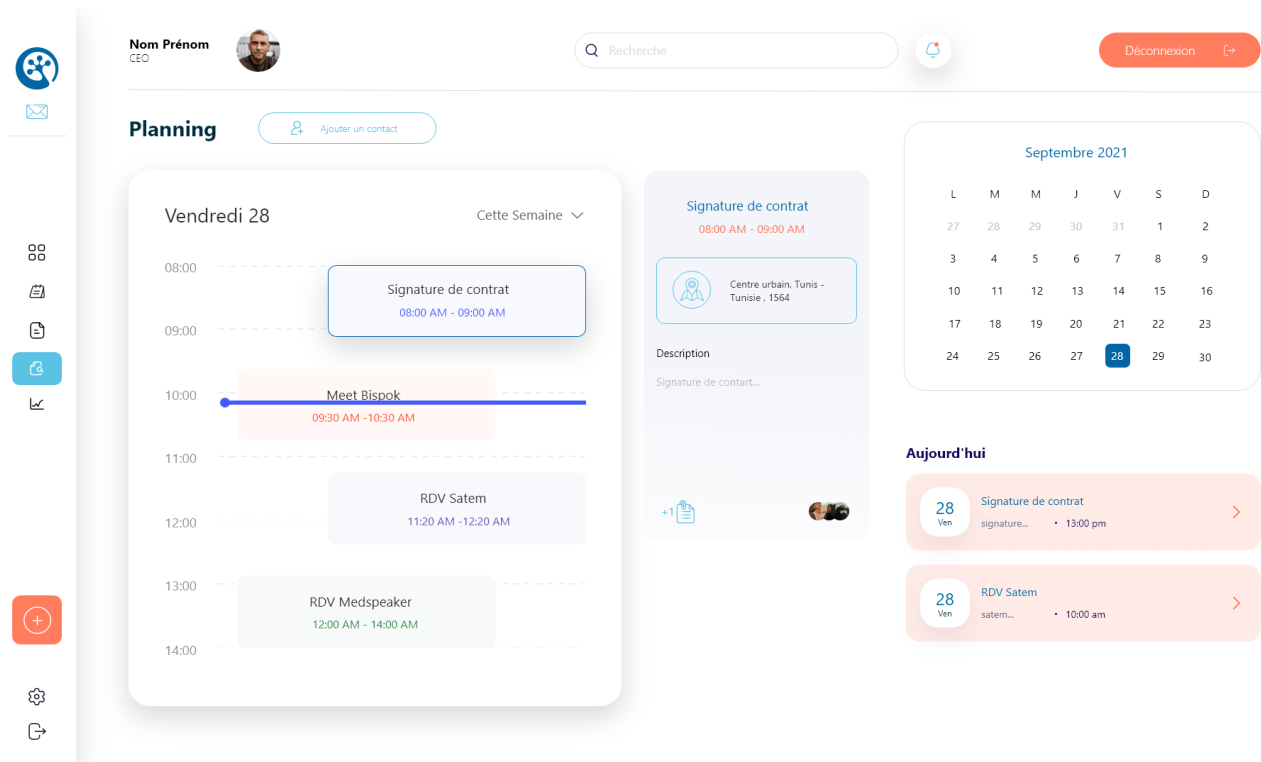 Nom Prénom
CEO
Recherche
Déconnexion
Planning
Ajouter un contact
Vendredi 28
Cette Semaine
08:00
Signature de contrat
08:00 AM - 09:00 AM
09:00
10:00
Meet Bispok
09:30 AM -10:30 AM
11:00
RDV Satem
11:20 AM -12:20 AM
12:00
13:00
RDV Medspeaker
12:00 AM - 14:00 AM
14:00
Signature de contrat
08:00 AM - 09:00 AM
Centre urbain, Tunis -
Tunisie , 1564
Description
Signature de contart...
+1
Septembre 2021
L M M J V S D
27 28 29 30 31 1 2
3 4 5 6 7 8 9
10 11 12 13 14 15 16
17 18 19 20 21 22 23
24 25 26 27 28 29 30
Aujourd'hui
28
Ven
Signature de contrat
signature... • 13:00 pm
28
Ven
RDV Satem
satem... • 10:00 am